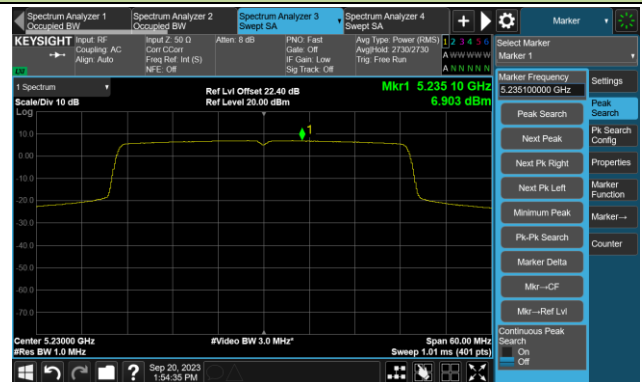 Spectrum Analyzer 1
Occupied BW
Spectrum Analyzer 2
Occupied BW
Spectrum Analyzer 3
Swept SA
Spectrum Analyzer 4
Swept SA
Marker
KEYSIGHT
Input: RF
Coupling: AC
Align: Auto
Input Z: 50 Ω
Corr CCorr
Freq Ref: Int (S)
NFE: Off
Atten: 8 dB
PNO: Fast
Gate: Off
IF Gain: Low
Sig Track: Off
Avg Type: Power (RMS)
Avg|Hold: 2730/2730
Trig: Free Run
1 2 3 4 5 6
A W W W W W
A N N N N N
LXI
Select Marker
Marker 1
1 Spectrum
Scale/Div 10 dB
Log
Ref Lvl Offset 22.40 dB
Ref Level 20.00 dBm
Mkr1 5.235 10 GHz
6.903 dBm
1
10.0
0.00
-10.0
-20.0
-30.0
-40.0
-50.0
-60.0
-70.0
Center 5.23000 GHz
#Res BW 1.0 MHz
#Video BW 3.0 MHz*
Span 60.00 MHz
Sweep 1.01 ms (401 pts)
Marker Frequency
5.235100000 GHz
Peak Search
Next Peak
Next Pk Right
Next Pk Left
Minimum Peak
Pk-Pk Search
Marker Delta
Mkr→CF
Mkr→Ref Lvl
Continuous Peak
Search
On
Off
Settings
Peak
Search
Pk Search
Config
Properties
Marker
Function
Marker→
Counter
Sep 20, 2023
1:54:35 PM